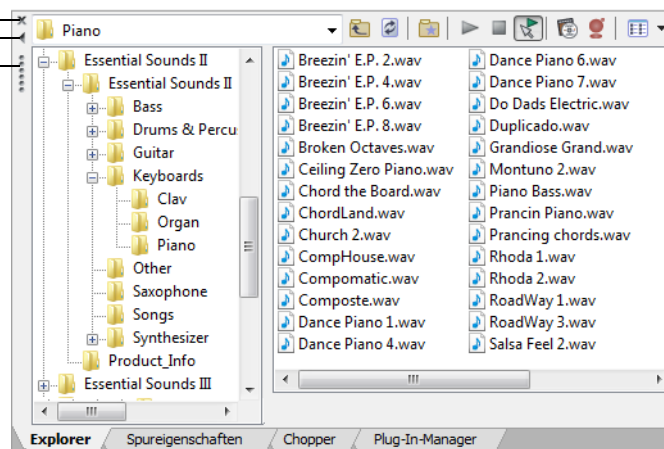 Piano
Essential Sounds II
Essential Sounds II
Bass
Drums & Percu
Guitar
Keyboards
Clav
Organ
Piano
Other
Saxophone
Songs
Synthesizer
Product_Info
Essential Sounds III
Breezin' E.P. 2.wav
Breezin' E.P. 4.wav
Breezin' E.P. 6.wav
Breezin' E.P. 8.wav
Broken Octaves.wav
Ceiling Zero Piano.wav
Chord the Board.wav
ChordLand.wav
Church 2.wav
CompHouse.wav
Compomatic.wav
Composte.wav
Dance Piano 1.wav
Dance Piano 4.wav
Dance Piano 6.wav
Dance Piano 7.wav
Do Dads Electric.wav
Duplicado.wav
Grandiose Grand.wav
Montuno 2.wav
Piano Bass.wav
Prancin Piano.wav
Prancing chords.wav
Rhoda 1.wav
Rhoda 2.wav
RoadWay 1.wav
RoadWay 3.wav
Salsa Feel 2.wav
Explorer
Spureigenschaften
Chopper
Plug-In-Manager